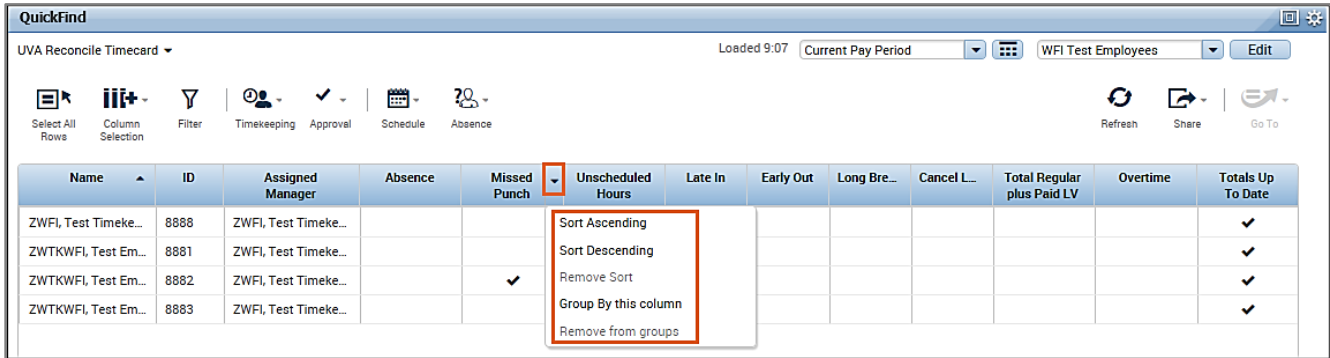 QuickFind
UVA Reconcile Timecard
Loaded 9:07
Current Pay Period
WFI Test Employees
Edit
Select All
Rows
Column
Selection
Filter
Timekeeping
Approval
Schedule
Absence
Refresh
Share
Go To
Name
ID
Assigned
Manager
Absence
Missed
Punch
Unscheduled
Hours
Late In
Early Out
Long Bre...
Cancel L...
Total Regular
plus Paid LV
Overtime
Totals Up
To Date
ZWFI, Test Timeke...
8888
ZWFI, Test Timeke...
ZWTKWFI, Test Em...
8881
ZWFI, Test Timeke...
ZWTKWFI, Test Em...
8882
ZWFI, Test Timeke...
ZWTKWFI, Test Em...
8883
ZWFI, Test Timeke...
Sort Ascending
Sort Descending
Remove Sort
Group By this column
Remove from groups